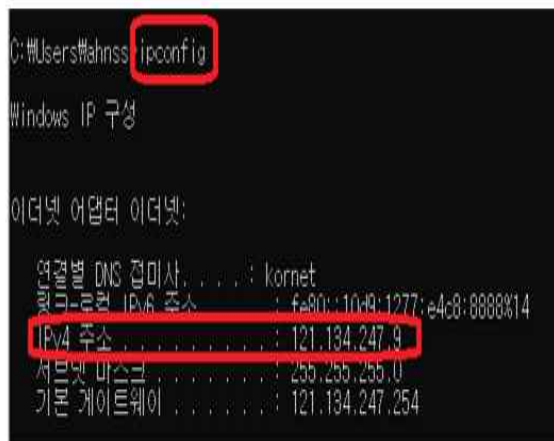 C:₩Users₩ahnss>ipconfig
Windows IP 구성
이더넷 어댑터 이더넷:
연결별 DNS 접미사. . . . : kornet
링크-로컬 IPv6 주소 . . . . : fe80::10d9:1277:e4c8:8888%14
IPv4 주소 . . . . . . . . . : 121.134.247.9
서브넷 마스크 . . . . . . . : 255.255.255.0
기본 게이트웨이 . . . . . . : 121.134.247.254